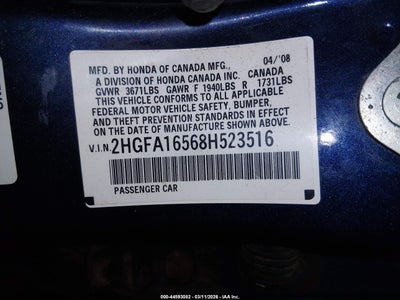 MFD. BY HONDA OF CANADA MFG., 04/'08
A DIVISION OF HONDA CANADA INC. CANADA
GVWR 3671LBS GAWR F 1940LBS R 1731LBS
THIS VEHICLE CONFORMS TO ALL APPLICABLE
FEDERAL MOTOR VEHICLE SAFETY, BUMPER,
AND THEFT PREVENTION STANDARDS IN EFFECT
ON THE DATE OF MANUFACTURE SHOWN ABOVE.
V.I.N. 2HGFA16568H523516
PASSENGER CAR
000-44593082 - 03/11/2026 - IAA Inc.